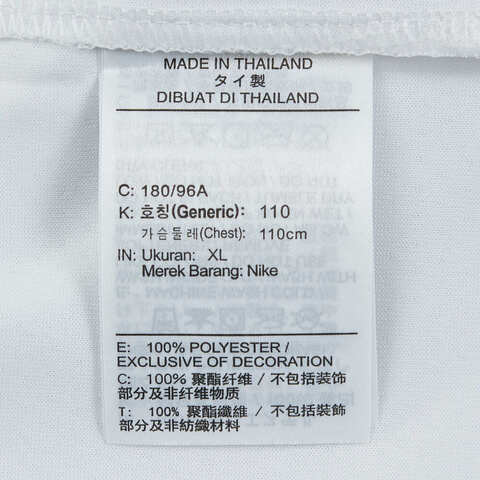 MADE IN THAILAND
タイ製
DIBUAT DI THAILAND
C: 180/96A
K: 호칭(Generic): 110
가슴둘레(Chest): 110cm
IN: Ukuran: XL
Merek Barang: Nike
E: 100% POLYESTER /
EXCLUSIVE OF DECORATION
C: 100% 聚酯纤维 / 不包括装饰
部分及非纤维物质
T: 100% 聚酯纖維 / 不包括裝飾
部分及非紡織材料